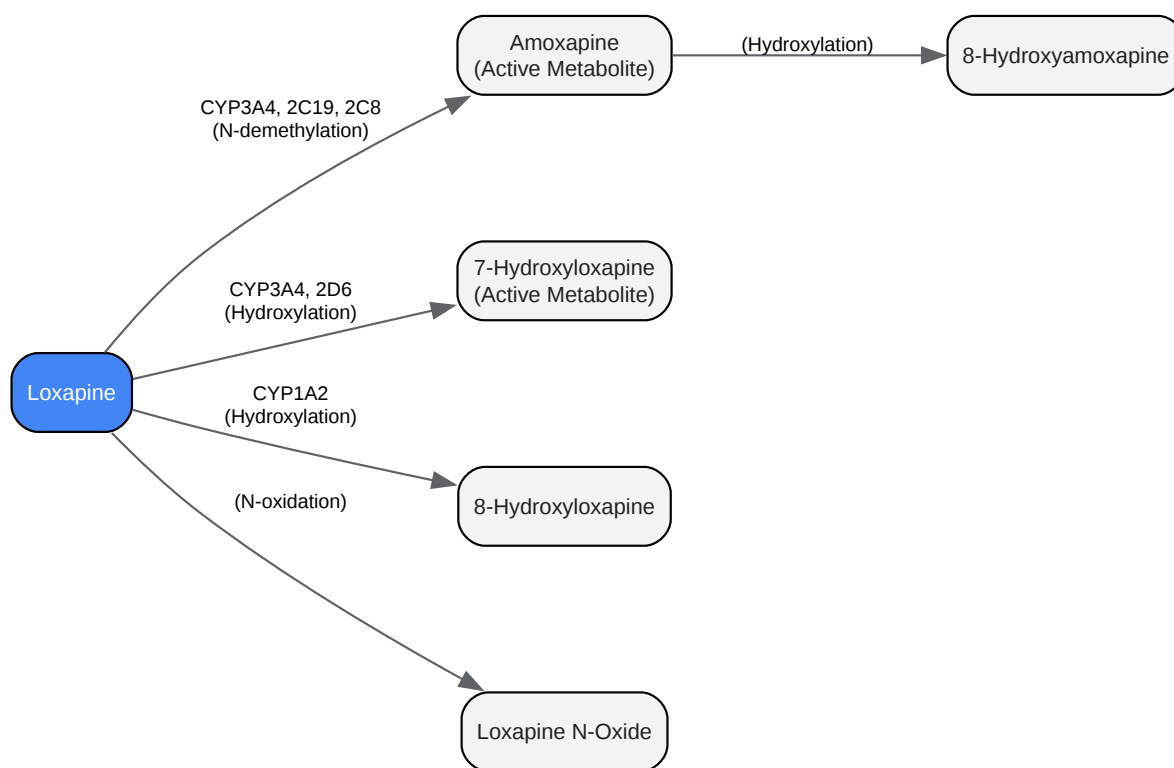 Amoxapine
(Active Metabolite)
(Hydroxylation)
8-Hydroxyamoxapine
CYP3A4, 2C19, 2C8
(N-demethylation)
7-Hydroxyloxapine
(Active Metabolite)
CYP3A4, 2D6
(Hydroxylation)
Loxapine
CYP1A2
(Hydroxylation)
8-Hydroxyloxapine
(N-oxidation)
Loxapine N-Oxide